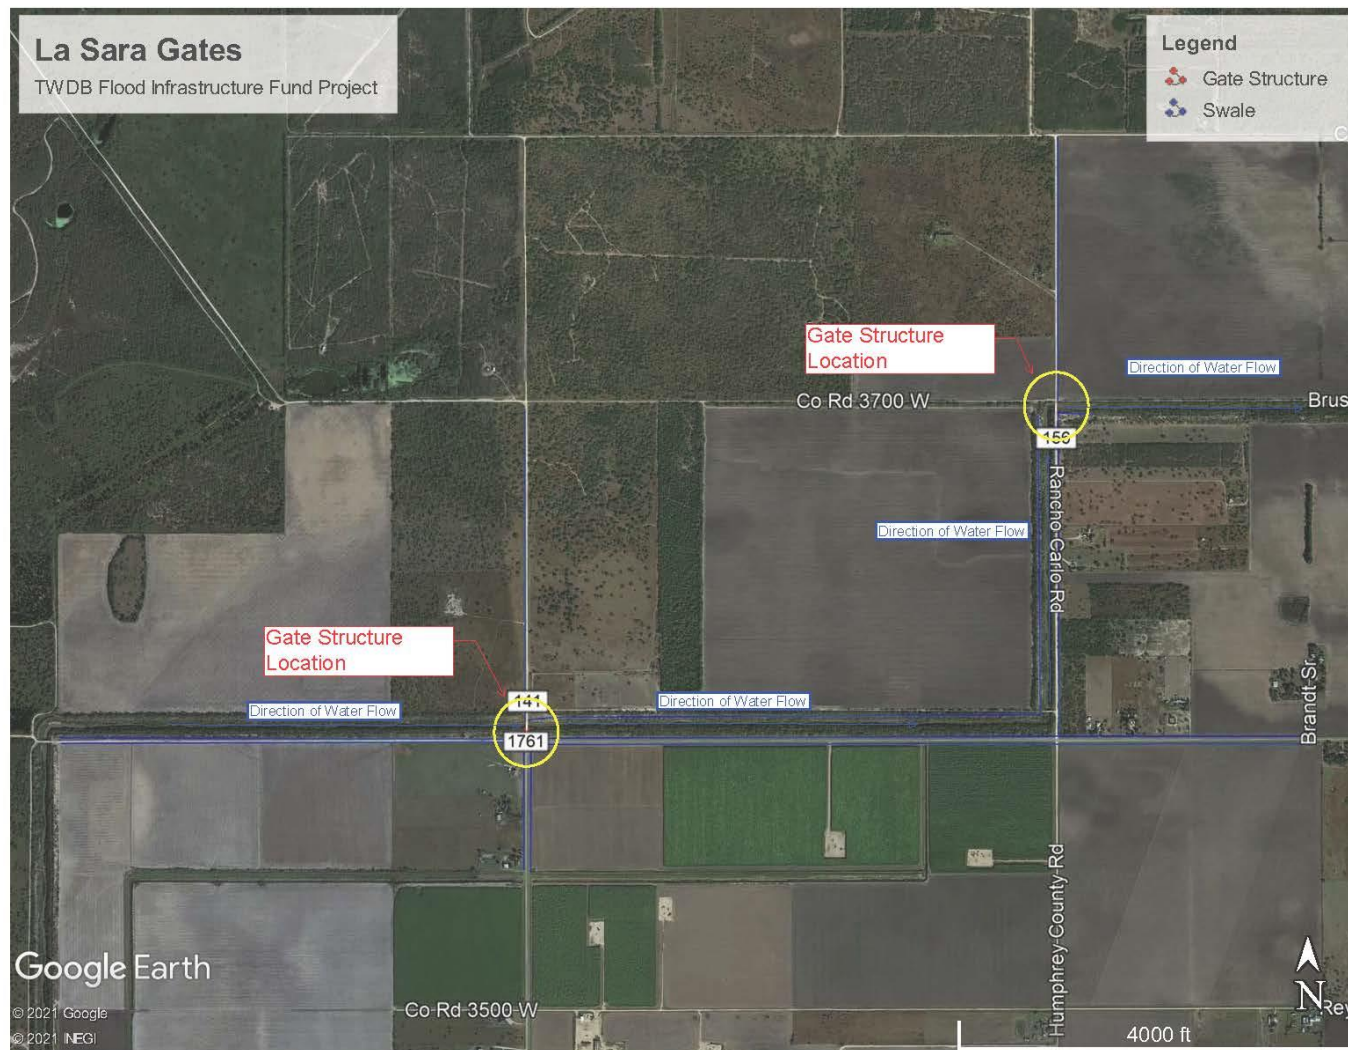 La Sara Gates
TWDB Flood Infrastructure Fund Project
Legend
Gate Structure
Swale
C
Gate Structure
Location
Direction of Water Flow
Co Rd 3700 W
Brus
156
Rancho Carlo Rd
Direction of Water Flow
Gate Structure
Location
141
Direction of Water Flow
Direction of Water Flow
1761
Brandt Sr
Humphrey County Rd
Google Earth
© 2021 Google
© 2021 INEGI
Co Rd 3500 W
N
Rey
4000 ft